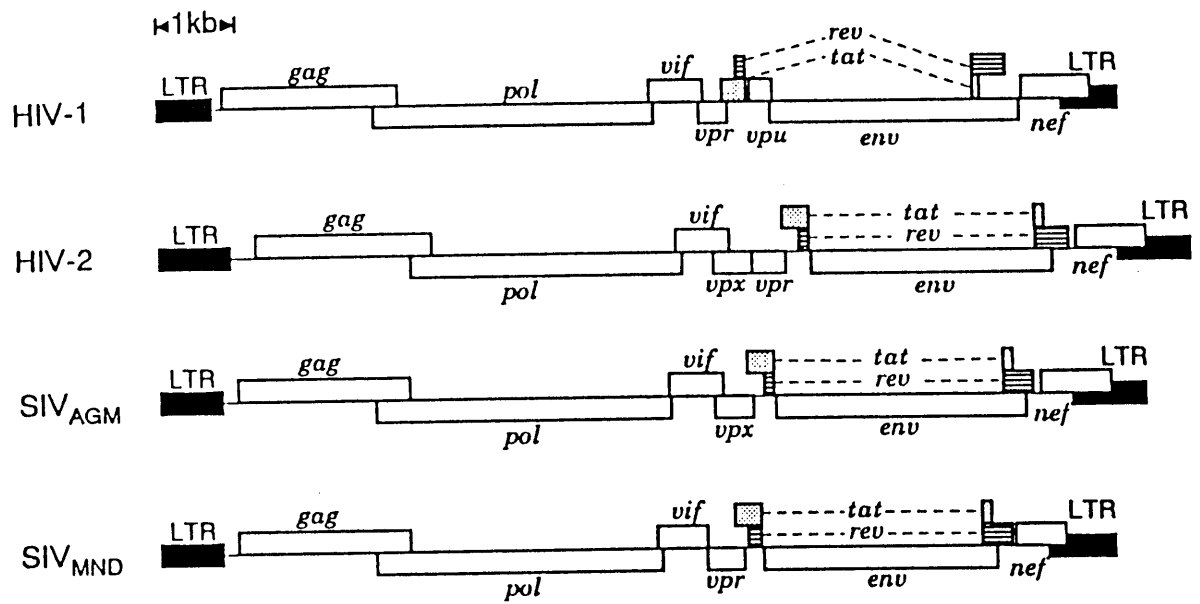 1kb
rev
gag vif tat LTR
LTR pol
HIV-1
vpr vpu env nef
gag vif tat LTR
LTR rev
HIV-2
pol vpx vpr env nef
gag vif tat LTR
LTR rev
SIVAGM
pol vpx env nef
gag vif tat LTR
LTR rev
SIVMND
pol vpr env nef